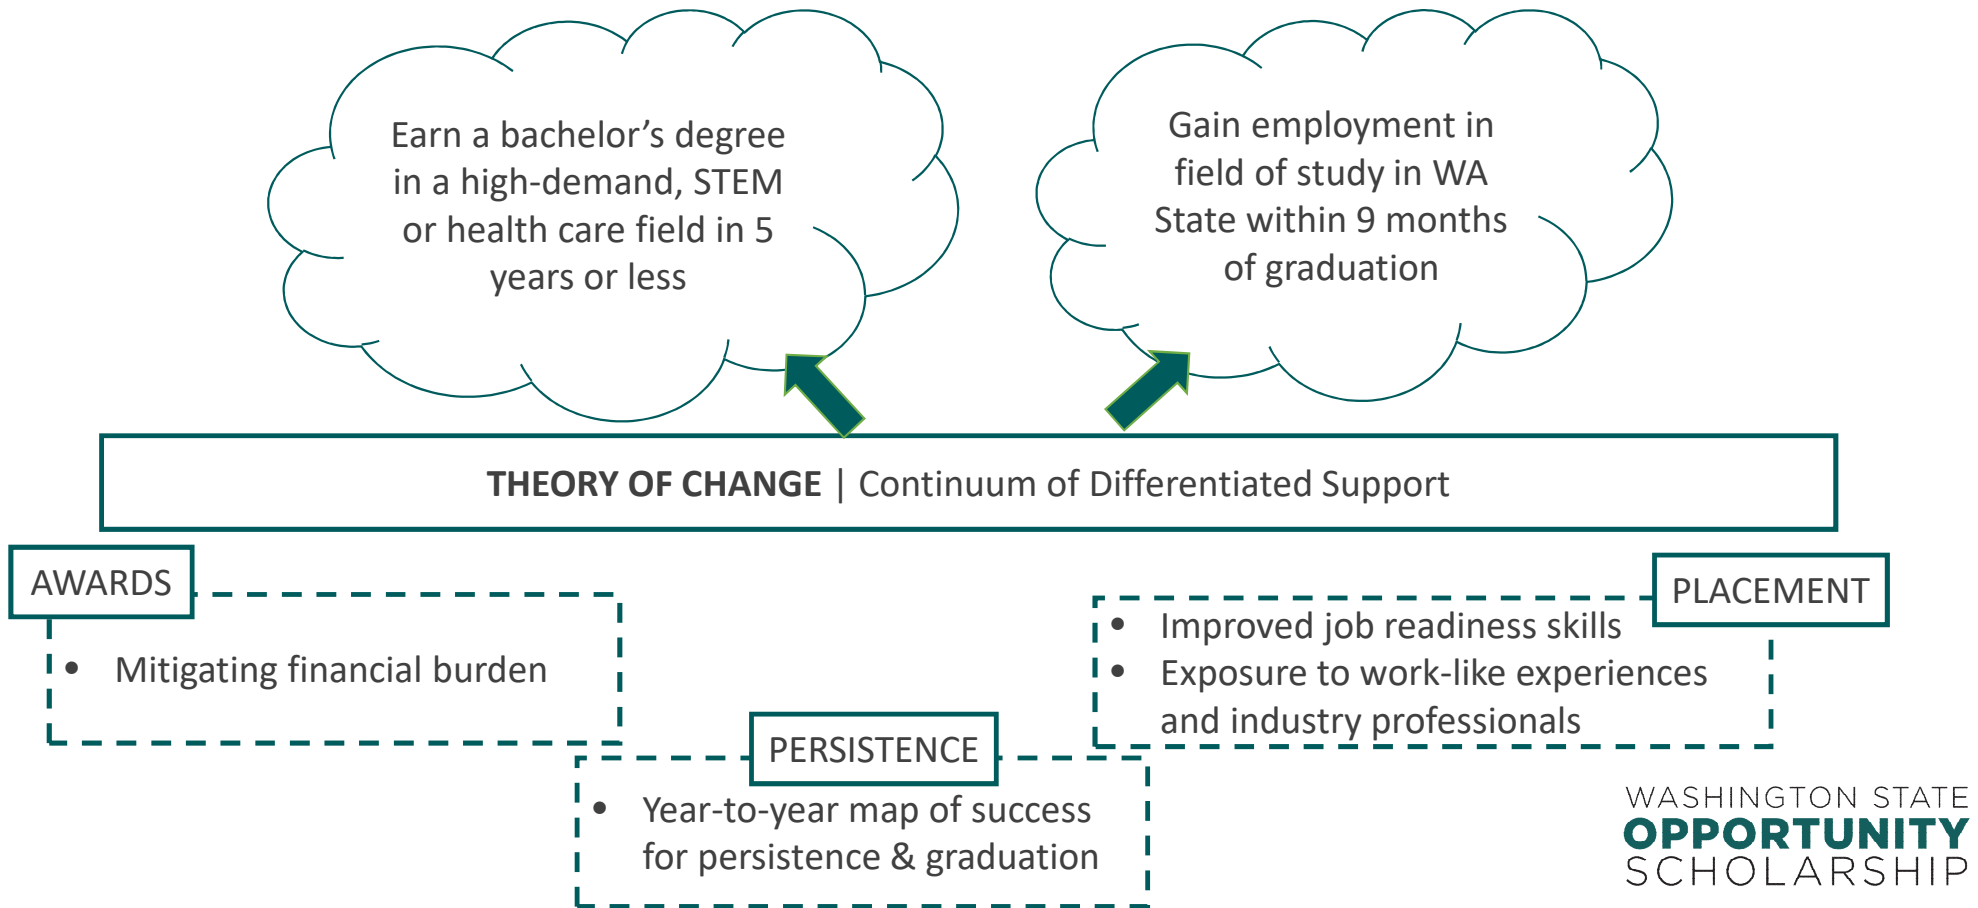 Earn a bachelor's degree
in a high-demand, STEM
or health care field in 5
years or less
Gain employment in
field of study in WA
State within 9 months
of graduation
THEORY OF CHANGE | Continuum of Differentiated Support
AWARDS
• Mitigating financial burden
PERSISTENCE
• Year-to-year map of success
for persistence & graduation
PLACEMENT
• Improved job readiness skills
• Exposure to work-like experiences
and industry professionals
WASHINGTON STATE
OPPORTUNITY
SCHOLARSHIP